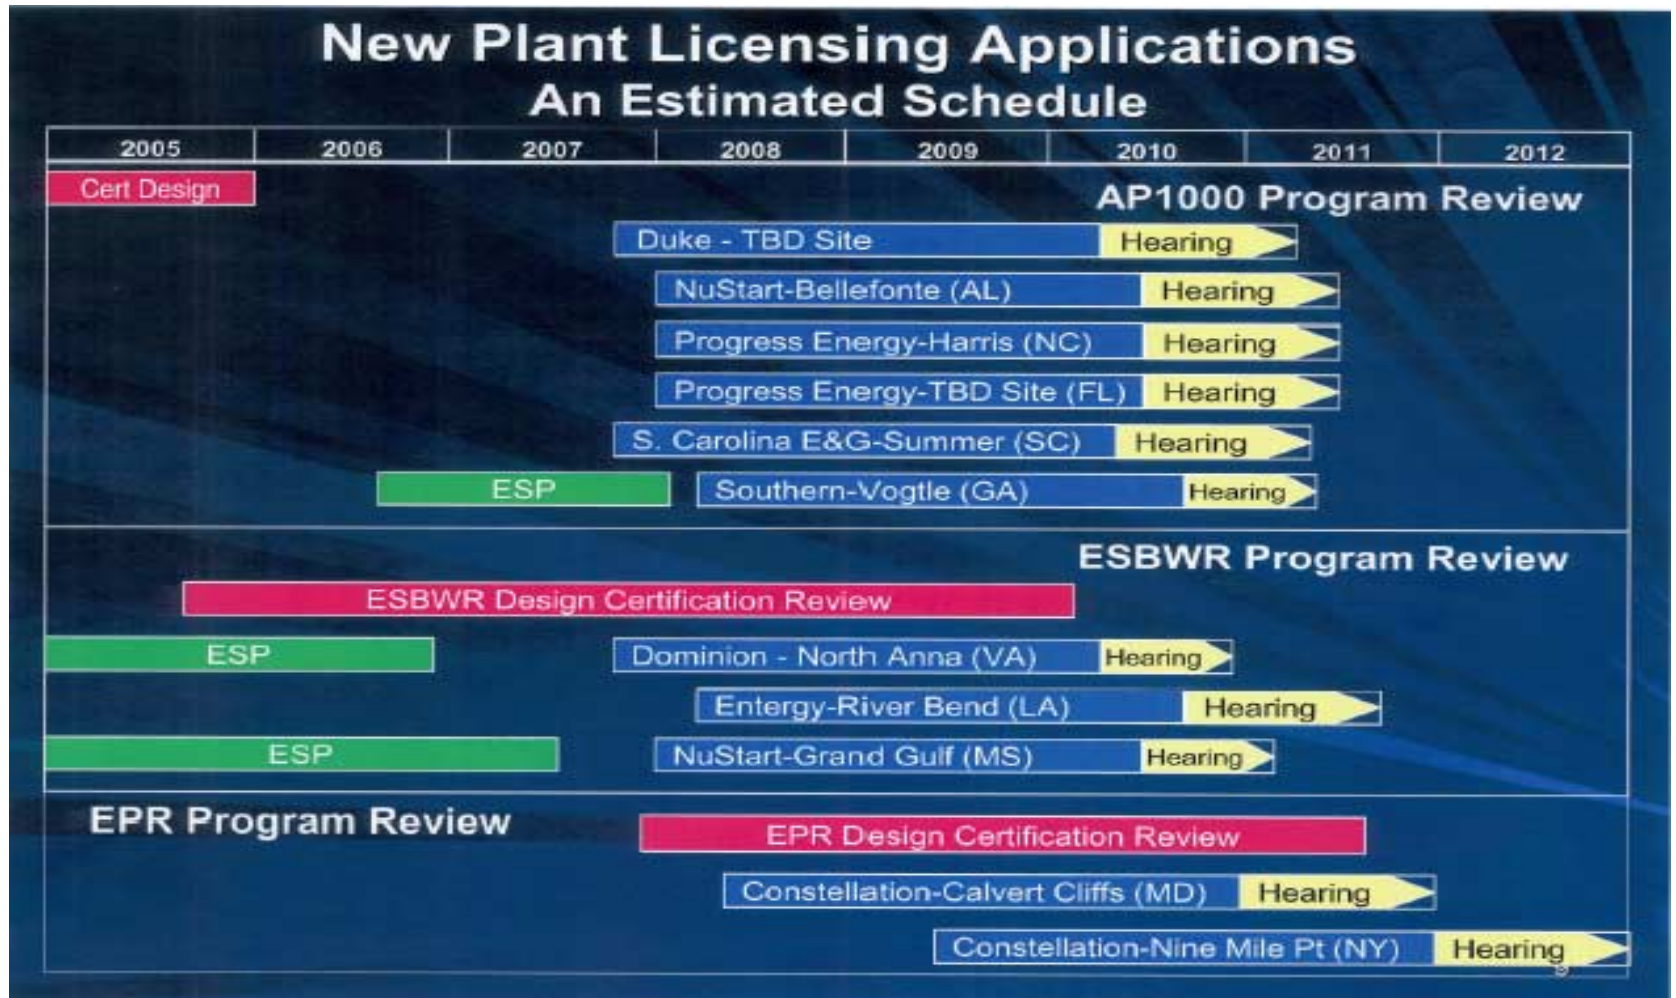 New Plant Licensing Applications
An Estimated Schedule
2005 2006 2007 2008 2009 2010 2011 2012
Cert Design
AP1000 Program Review
Duke - TBD Site Hearing
NuStart-Bellefonte (AL) Hearing
Progress Energy-Harris (NC) Hearing
Progress Energy-TBD Site (FL) Hearing
S. Carolina E&G-Summer (SC) Hearing
ESP Southern-Vogtle (GA) Hearing
ESBWR Program Review
ESBWR Design Certification Review
ESP Dominion - North Anna (VA) Hearing
Entergy-River Bend (LA) Hearing
ESP NuStart-Grand Gulf (MS) Hearing
EPR Program Review
EPR Design Certification Review
Constellation-Calvert Cliffs (MD) Hearing
Constellation-Nine Mile Pt (NY) Hearing